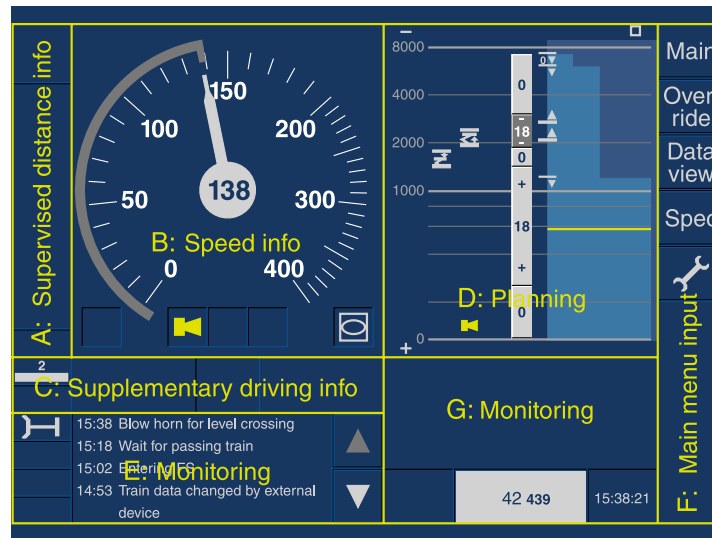 A: Supervised distance info
50
100
150
200
300
400
0
138
B: Speed info
8000
4000
2000
1000
0
0
-
18
-
0
+
18
+
0
0
D: Planning
+
Main
Over
ride
Data
view
Spec
F: Main menu input
2
C: Supplementary driving info
15:38 Blow horn for level crossing
15:18 Wait for passing train
15:02 Entering FS
14:53 Train data changed by external
device
E: Monitoring
G: Monitoring
42 439
15:38:21